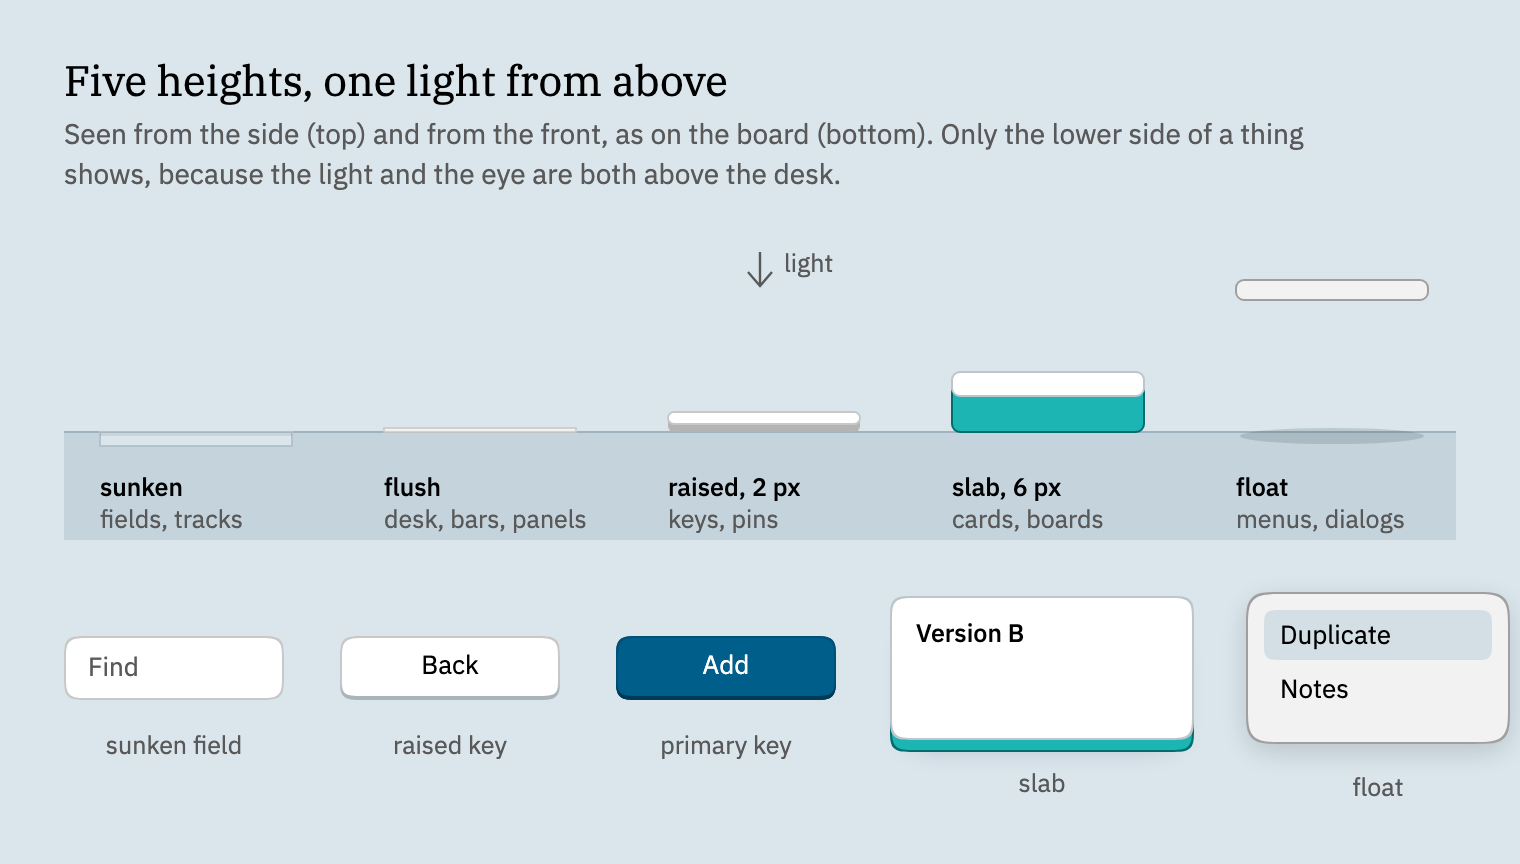 Five heights, one light from above
Seen from the side (top) and from the front, as on the board (bottom). Only the lower side of a thing
shows, because the light and the eye are both above the desk.
light
sunken
fields, tracks
flush
desk, bars, panels
raised, 2 px
keys, pins
slab, 6 px
cards, boards
float
menus, dialogs
Find
sunken field
Back
raised key
Add
primary key
Version B
slab
Duplicate
Notes
float